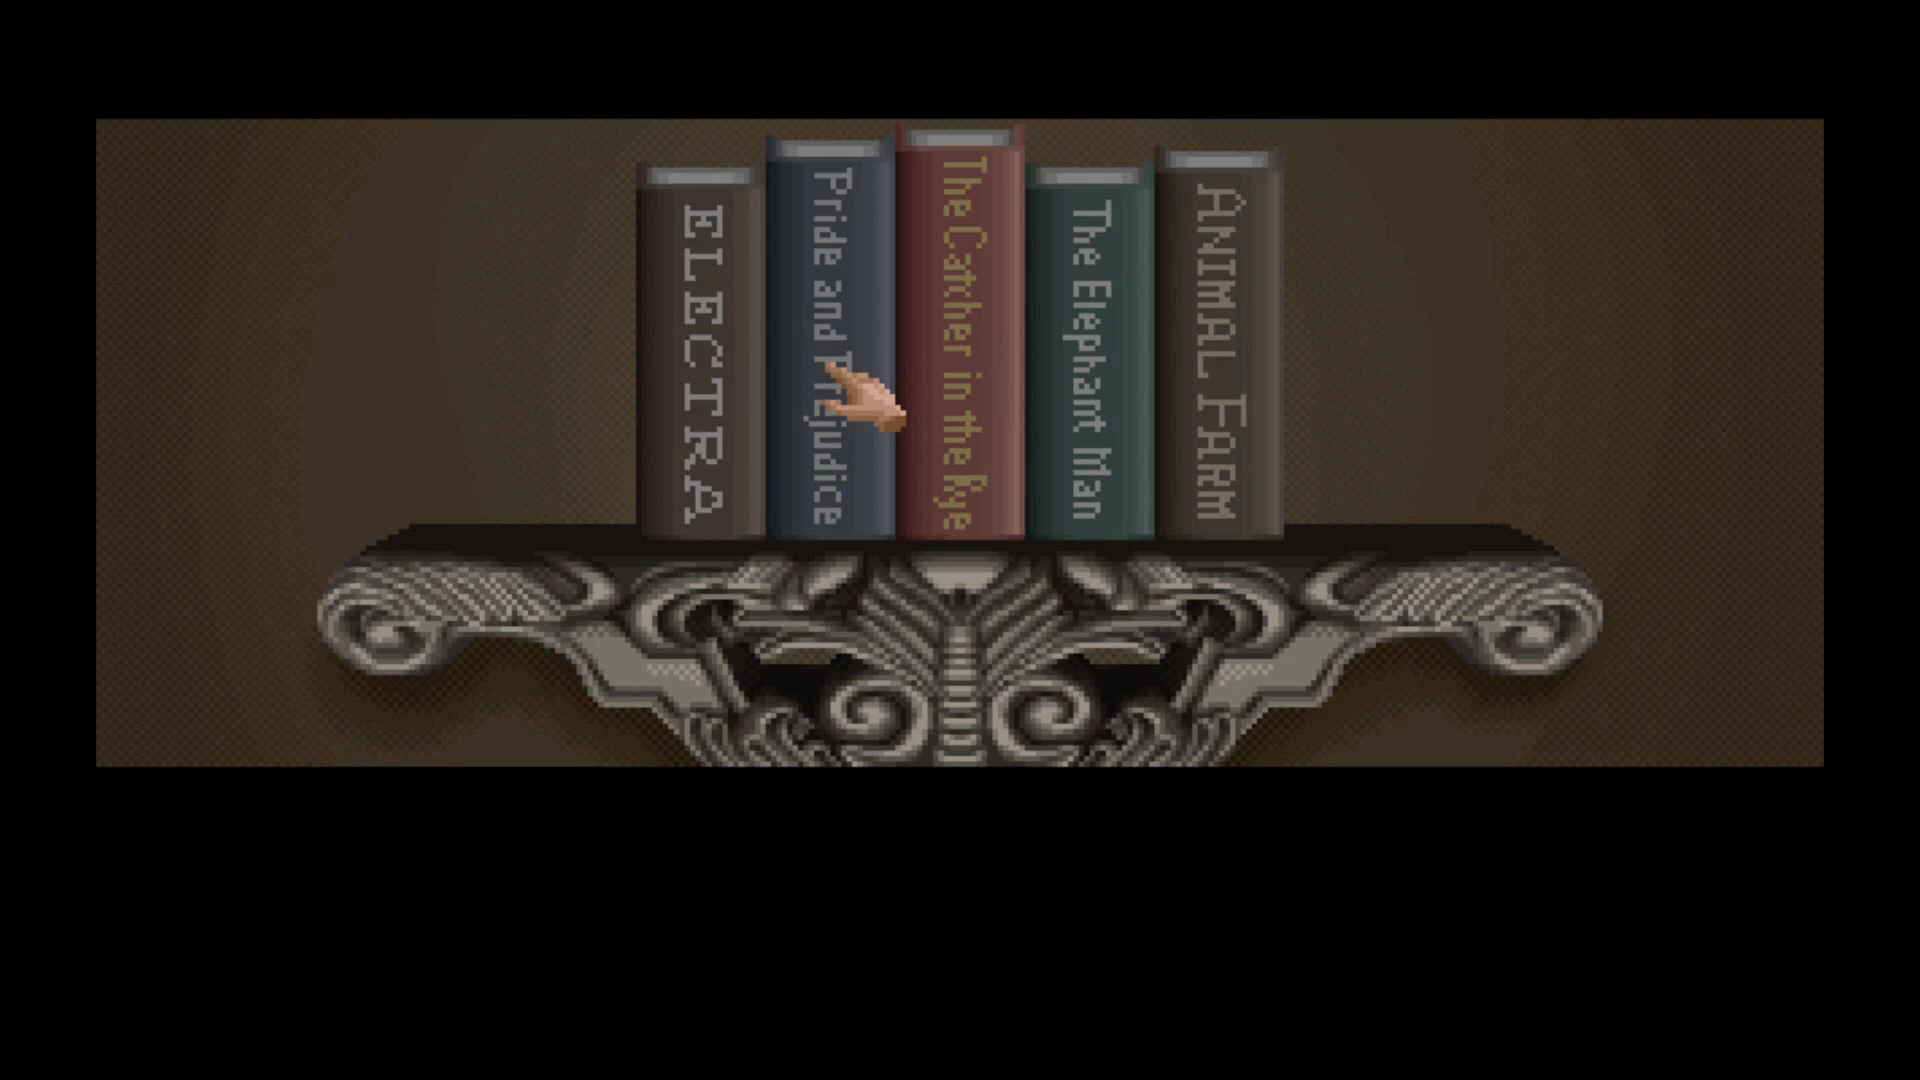 ELECTRA
Pride and Prejudice
The Catcher in the Rye
The Elephant Man
ANIMAL FARM